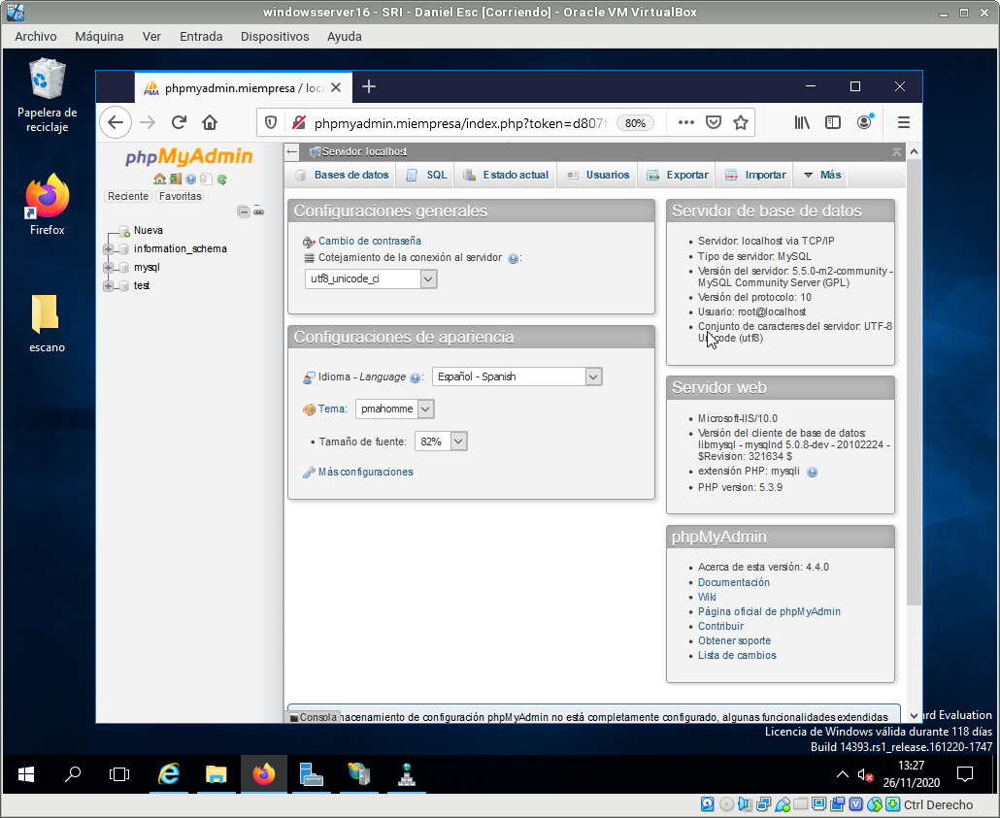 windowsserver16 - SRI - Daniel Esc [Corriendo] - Oracle VM VirtualBox
Archivo Máquina Ver Entrada Dispositivos Ayuda
Papelera de
reciclaje
Firefox
escano
phpmyadmin.miempresa / loca
phpmyadmin.miempresa/index.php?token=d807f
80%
phpMyAdmin
Reciente Favoritas
Nueva
information_schema
mysql
test
Servidor: localhost
Bases de datos SQL Estado actual Usuarios Exportar Importar Más
Configuraciones generales
Cambio de contraseña
Cotejamiento de la conexión al servidor :
utf8_unicode_ci
Configuraciones de apariencia
Idioma - Language : Español - Spanish
Tema: pmahomme
Tamaño de fuente: 82%
Más configuraciones
Servidor de base de datos
Servidor: localhost via TCP/IP
Tipo de servidor: MySQL
Versión del servidor: 5.5.0-m2-community -
MySQL Community Server (GPL)
Versión del protocolo: 10
Usuario: root@localhost
Conjunto de caracteres del servidor: UTF-8
Unicode (utf8)
Servidor web
Microsoft-IIS/10.0
Versión del cliente de base de datos:
libmysql - mysqlnd 5.0.8-dev - 20102224 -
$Revision: 321634 $
extensión PHP: mysqli
PHP version: 5.3.9
phpMyAdmin
Acerca de esta versión: 4.4.0
Documentación
Wiki
Página oficial de phpMyAdmin
Contribuir
Obtener soporte
Lista de cambios
Consola macenamiento de configuración phpMyAdmin no está completamente configurado, algunas funcionalidades extendidas
rd Evaluation
Licencia de Windows válida durante 118 días
Build 14393.rs1_release.161220-1747
13:27
26/11/2020
Ctrl Derecho